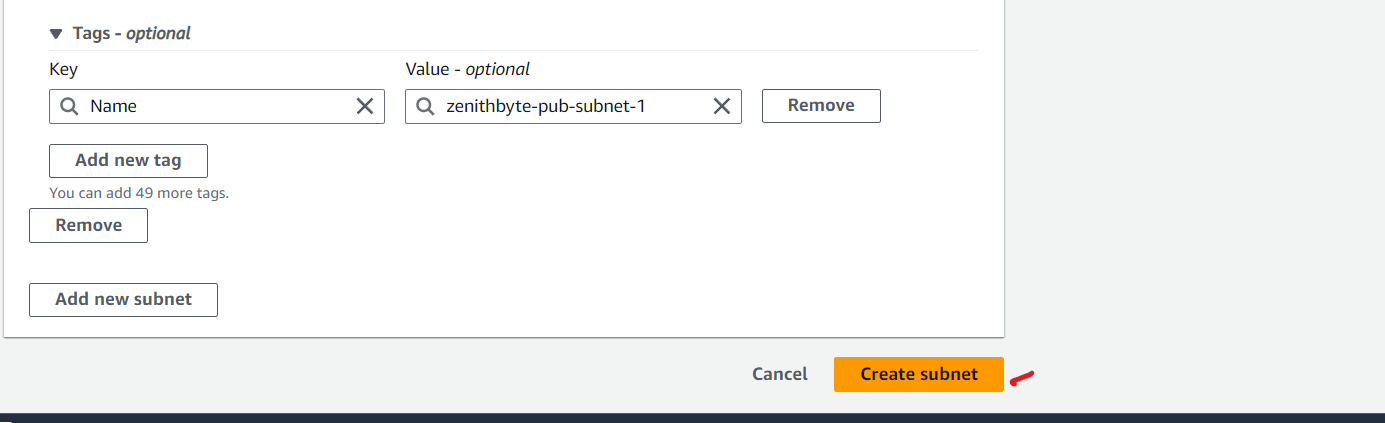 Tags - optional
Key
Value - optional
Name
zenithbyte-pub-subnet-1
Remove
Add new tag
You can add 49 more tags.
Remove
Add new subnet
Cancel
Create subnet